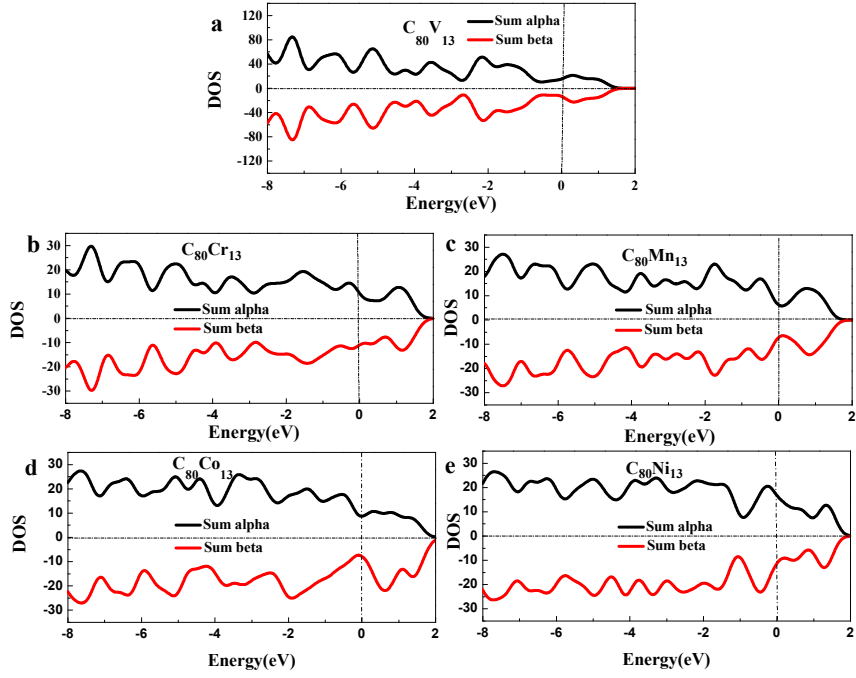 a
C80V13
Sum alpha
Sum beta
DOS
120
80
40
0
-40
-80
-120
-8
-6
-4
-2
0
2
Energy(eV)
b
C80Cr13
Sum alpha
Sum beta
DOS
30
20
10
0
-10
-20
-30
-8
-6
-4
-2
0
2
Energy(eV)
c
C80Mn13
Sum alpha
Sum beta
DOS
30
20
10
0
-10
-20
-30
-8
-6
-4
-2
0
2
Energy(eV)
d
C80Co13
Sum alpha
Sum beta
DOS
30
20
10
0
-10
-20
-30
-8
-6
-4
-2
0
2
Energy(eV)
e
C80Ni13
Sum alpha
Sum beta
DOS
30
20
10
0
-10
-20
-30
-8
-6
-4
-2
0
2
Energy(eV)